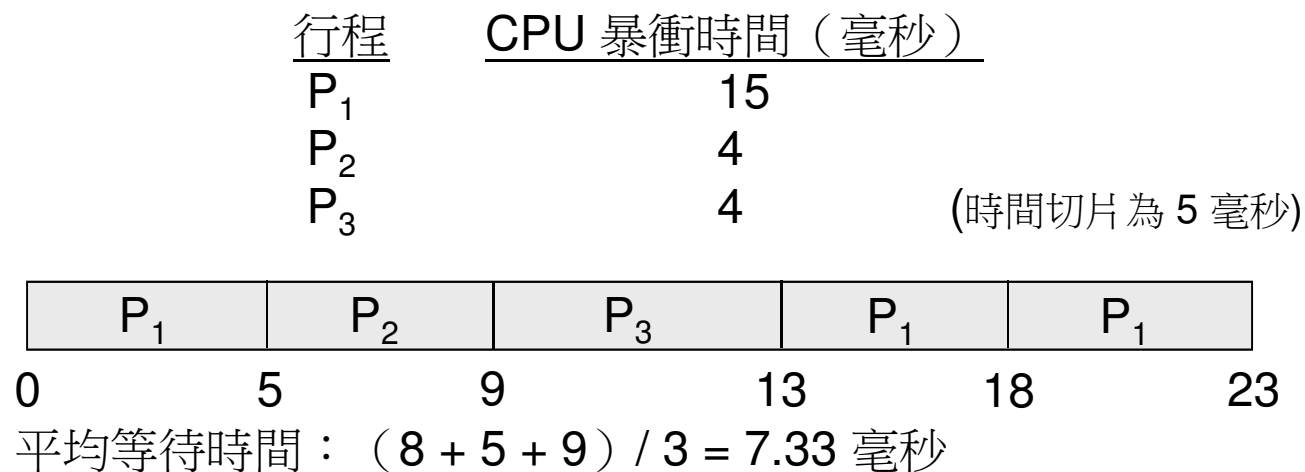 行程 CPU 暴衝時間（毫秒）
P1 15
P2 4
P3 4 (時間切片為 5 毫秒)
P1 P2 P3 P1 P1
0 5 9 13 18 23
平均等待時間：（8 + 5 + 9）/ 3 = 7.33 毫秒